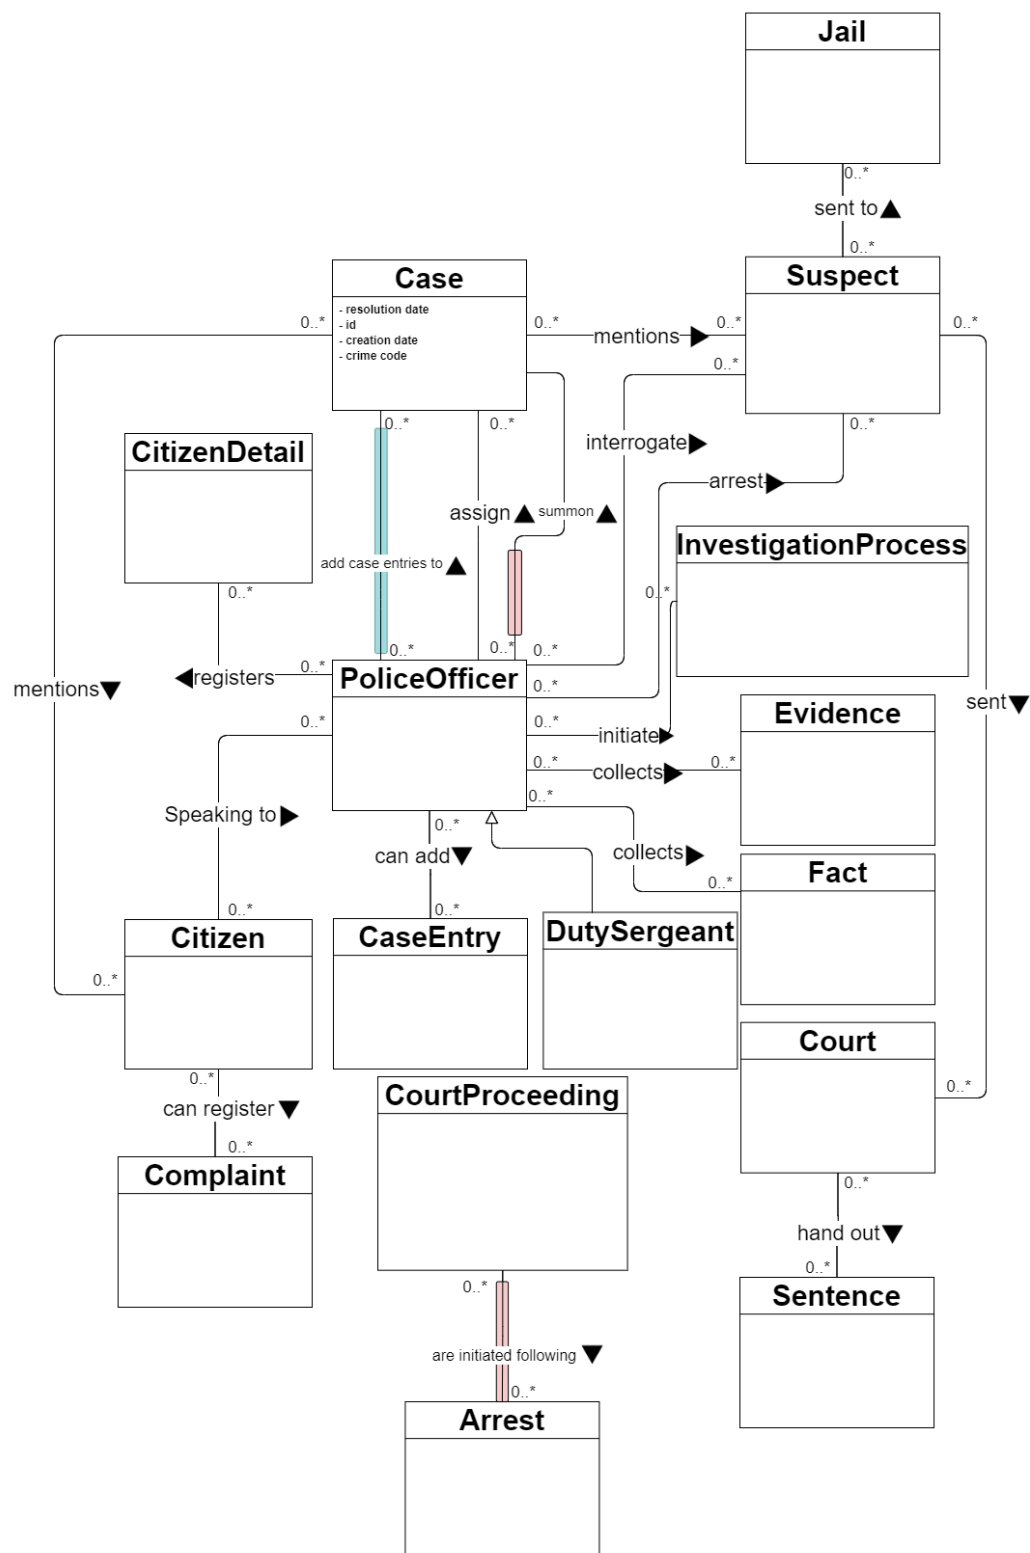 Jail
0..*
sent to
0..*
Suspect
Case
- resolution date
- id
- creation date
- crime code
0..*
0..*
mentions
0..*
0..*
0..*
0..*
0..*
interrogate
0..*
arrest
CitizenDetail
assign
summon
InvestigationProcess
add case entries to
0..*
0..*
0..*
0..*
0..*
0..*
registers
PoliceOfficer
0..*
mentions
0..*
0..*
initiate
Evidence
sent
0..*
collects
0..*
0..*
Speaking to
0..*
can add
collects
Fact
0..*
0..*
0..*
Citizen
CaseEntry
DutySergeant
0..*
Court
0..*
0..*
can register
CourtProceeding
0..*
Complaint
0..*
hand out
0..*
0..*
Sentence
are initiated following
0..*
Arrest